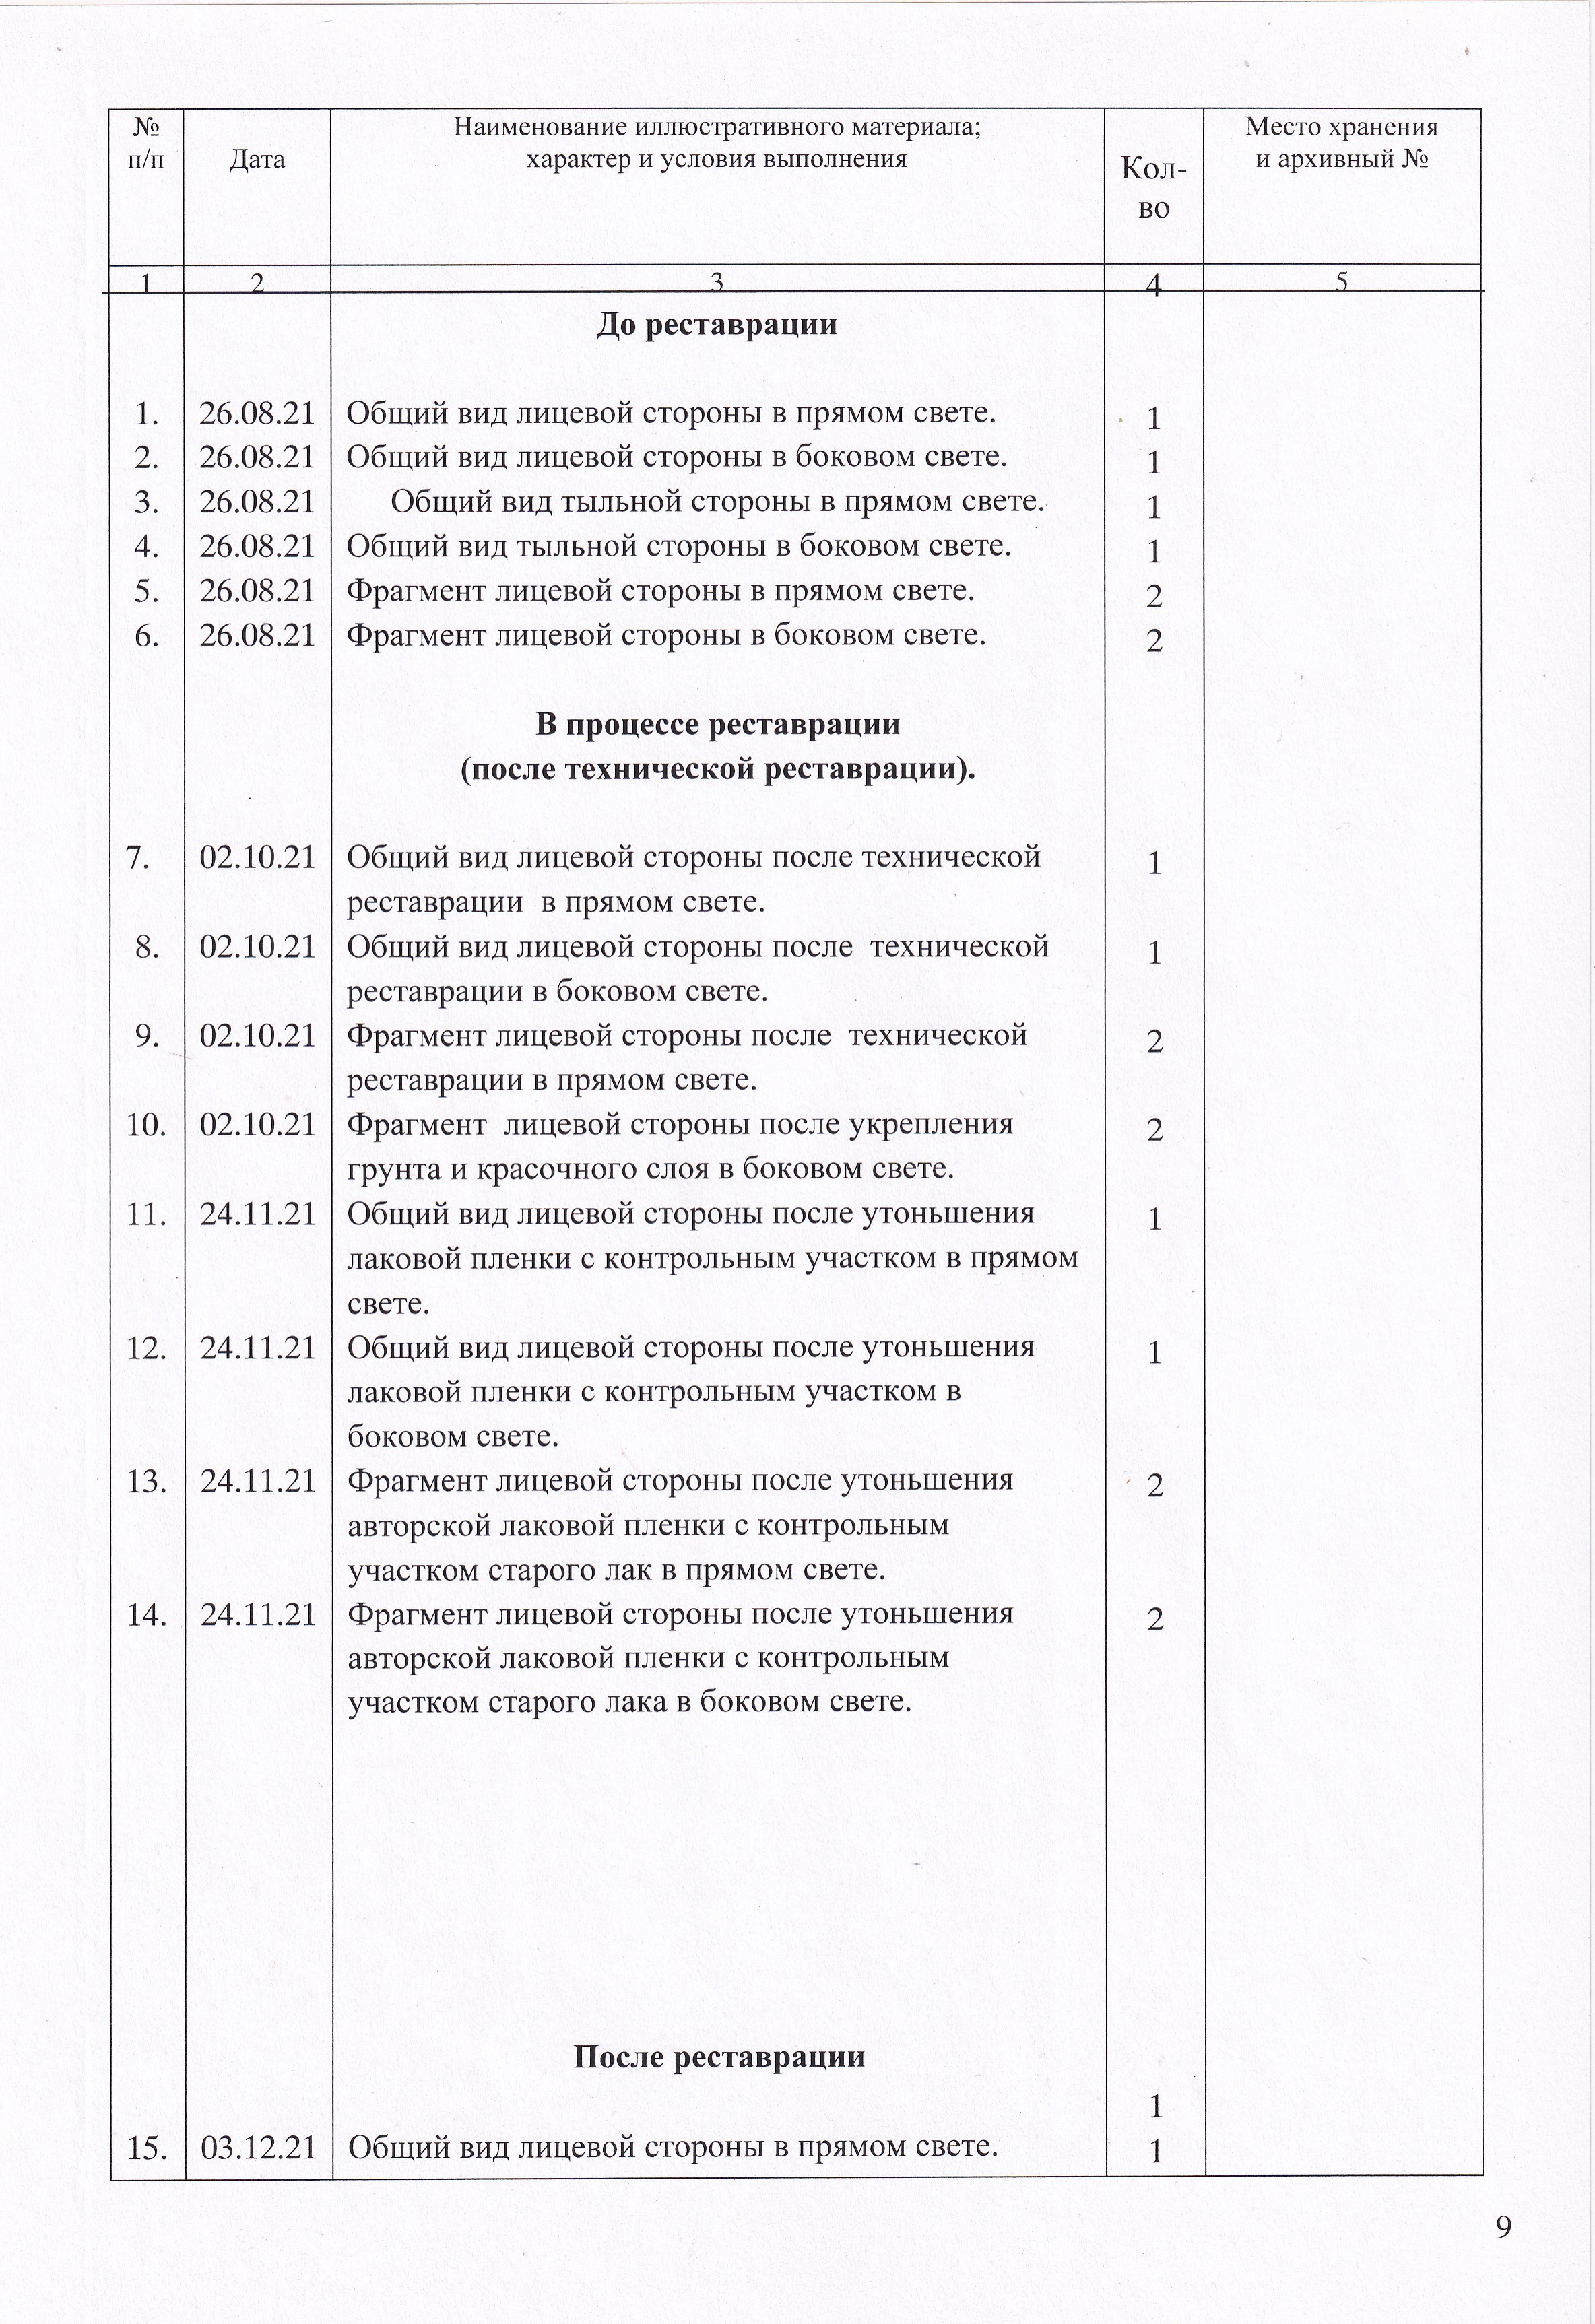 № п/п
Дата
Наименование иллюстративного материала;
характер и условия выполнения
Кол-
во
Место хранения
и архивный №
1 2 3 4 5
До реставрации
1. 26.08.21 Общий вид лицевой стороны в прямом свете. 1
2. 26.08.21 Общий вид лицевой стороны в боковом свете. 1
3. 26.08.21 Общий вид тыльной стороны в прямом свете. 1
4. 26.08.21 Общий вид тыльной стороны в боковом свете. 1
5. 26.08.21 Фрагмент лицевой стороны в прямом свете. 2
6. 26.08.21 Фрагмент лицевой стороны в боковом свете. 2
В процессе реставрации
(после технической реставрации).
7. 02.10.21 Общий вид лицевой стороны после технической 1
реставрации в прямом свете.
8. 02.10.21 Общий вид лицевой стороны после технической 1
реставрации в боковом свете.
9. 02.10.21 Фрагмент лицевой стороны после технической 2
реставрации в прямом свете.
10. 02.10.21 Фрагмент лицевой стороны после укрепления 2
грунта и красочного слоя в боковом свете.
11. 24.11.21 Общий вид лицевой стороны после утоньшения 1
лаковой пленки с контрольным участком в прямом
свете.
12. 24.11.21 Общий вид лицевой стороны после утоньшения 1
лаковой пленки с контрольным участком в
боковом свете.
13. 24.11.21 Фрагмент лицевой стороны после утоньшения 2
авторской лаковой пленки с контрольным
участком старого лак в прямом свете.
14. 24.11.21 Фрагмент лицевой стороны после утоньшения 2
авторской лаковой пленки с контрольным
участком старого лака в боковом свете.
После реставрации
1
15. 03.12.21 Общий вид лицевой стороны в прямом свете. 1
9